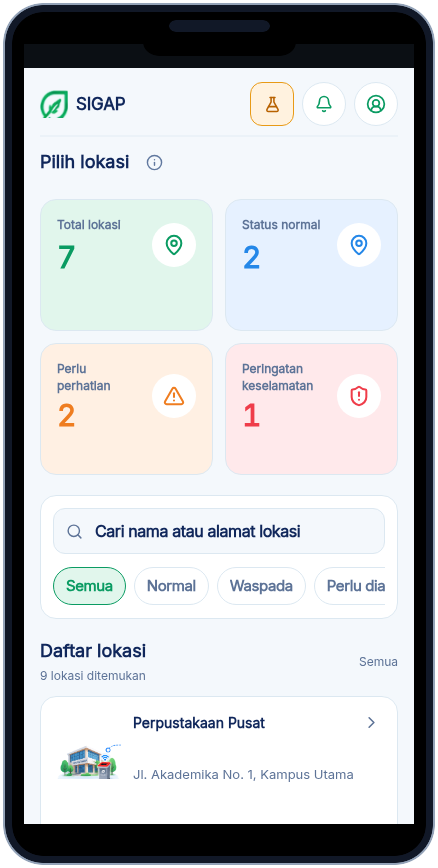 SIGAP
Pilih lokasi
Total lokasi
7
Status normal
2
Perlu
perhatian
2
Peringatan
keselamatan
1
Cari nama atau alamat lokasi
Semua
Normal
Waspada
Perlu dia
Daftar lokasi
9 lokasi ditemukan
Semua
Perpustakaan Pusat
Jl. Akademika No. 1, Kampus Utama